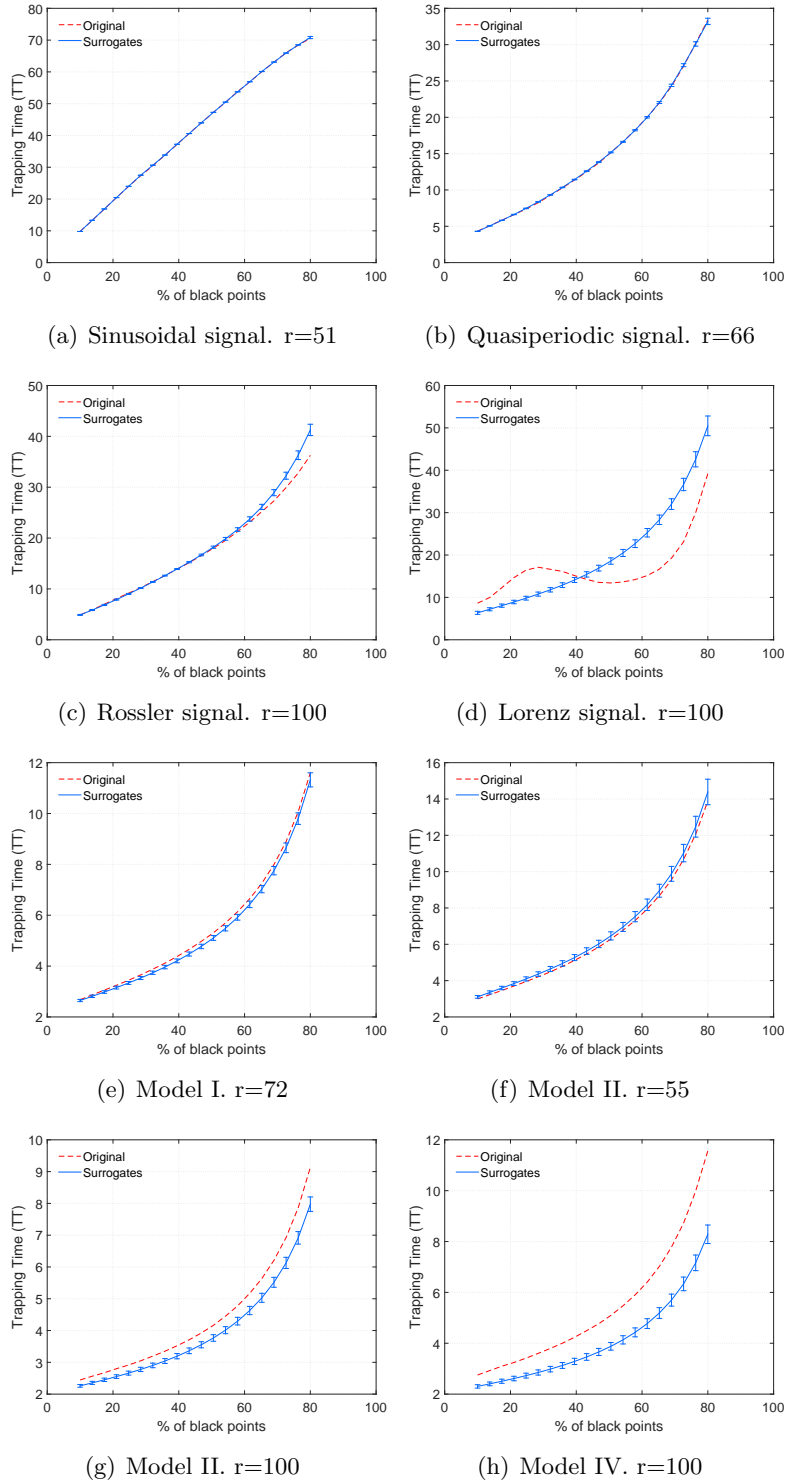 80
70
60
50
40
30
20
10
0
Trapping Time (TT)
Original
Surrogates
0 20 40 60 80 100
% of black points
(a) Sinusoidal signal. r=51
35
30
25
20
15
10
5
0
Trapping Time (TT)
Original
Surrogates
0 20 40 60 80 100
% of black points
(b) Quasiperiodic signal. r=66
50
40
30
20
10
0
Trapping Time (TT)
Original
Surrogates
0 20 40 60 80 100
% of black points
(c) Rossler signal. r=100
60
50
40
30
20
10
0
Trapping Time (TT)
Original
Surrogates
0 20 40 60 80 100
% of black points
(d) Lorenz signal. r=100
12
10
8
6
4
2
Trapping Time (TT)
Original
Surrogates
0 20 40 60 80 100
% of black points
(e) Model I. r=72
16
14
12
10
8
6
4
2
Trapping Time (TT)
Original
Surrogates
0 20 40 60 80 100
% of black points
(f) Model II. r=55
10
9
8
7
6
5
4
3
2
Trapping Time (TT)
Original
Surrogates
0 20 40 60 80 100
% of black points
(g) Model II. r=100
12
10
8
6
4
2
Trapping Time (TT)
Original
Surrogates
0 20 40 60 80 100
% of black points
(h) Model IV. r=100